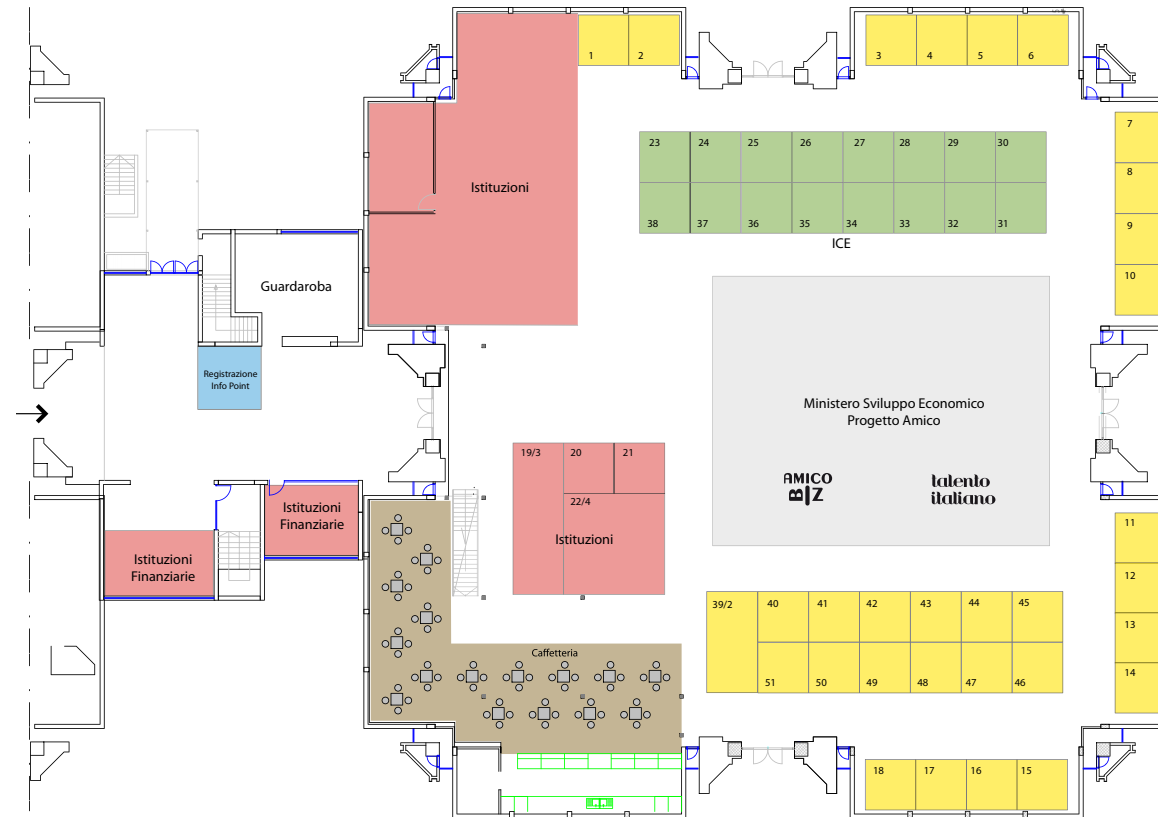 1 2
3 4 5 6
7
8
9
10
23 24 25 26 27 28 29 30
38 37 36 35 34 33 32 31
ICE
Istituzioni
Guardaroba
Registrazione
Info Point
Ministero Sviluppo Economico
Progetto Amico
AMICO
BIZ
talento
italiano
19/3 20 21
22/4
Istituzioni
Istituzioni
Finanziarie
Istituzioni
Finanziarie
11
12
13
14
39/2 40 41 42 43 44 45
51 50 49 48 47 46
Caffetteria
18 17 16 15